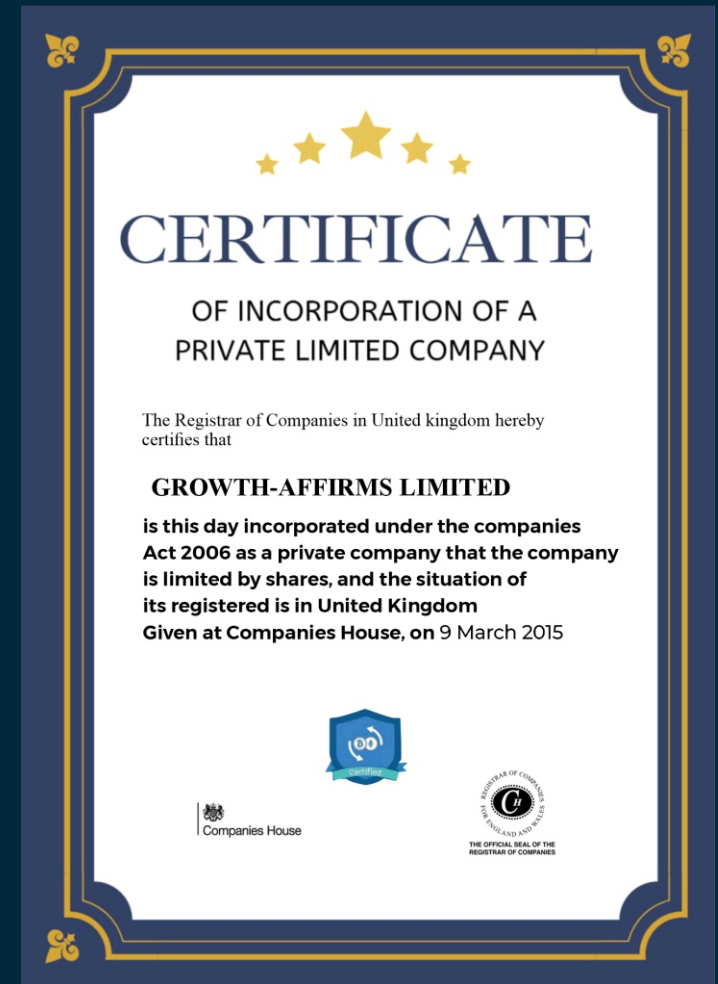 CERTIFICATE
OF INCORPORATION OF A
PRIVATE LIMITED COMPANY
The Registrar of Companies in United kingdom hereby
certifies that
GROWTH-AFFIRMS LIMITED
is this day incorporated under the companies
Act 2006 as a private company that the company
is limited by shares, and the situation of
its registered is in United Kingdom
Given at Companies House, on 9 March 2015
Certified
Companies House
REGISTRAR OF COMPANIES
FOR ENGLAND AND WALES
CH
THE OFFICIAL SEAL OF THE
REGISTRAR OF COMPANIES